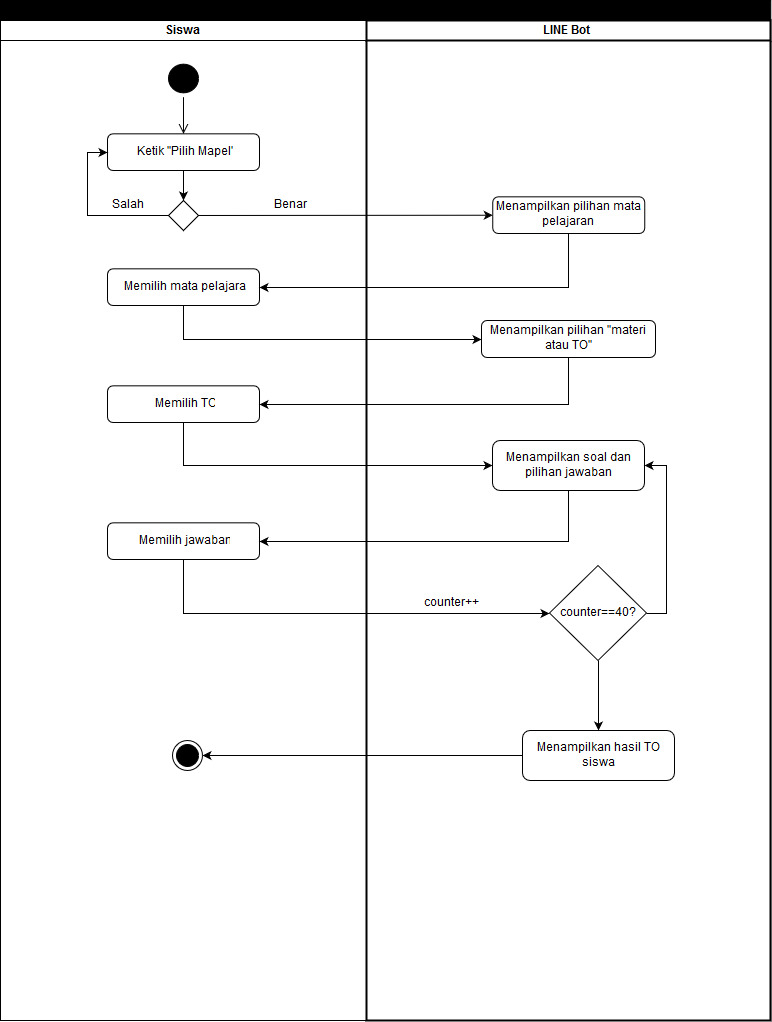 Siswa
LINE Bot
Ketik "Pilih Mapel'
Salah
Benar
Menampilkan pilihan mata
pelajaran
Memilih mata pelajara
Menampilkan pilihan "materi
atau TO"
Memilih TC
Menampilkan soal dan
pilihan jawaban
Memilih jawaban
counter++
counter==40?
Menampilkan hasil TO
siswa